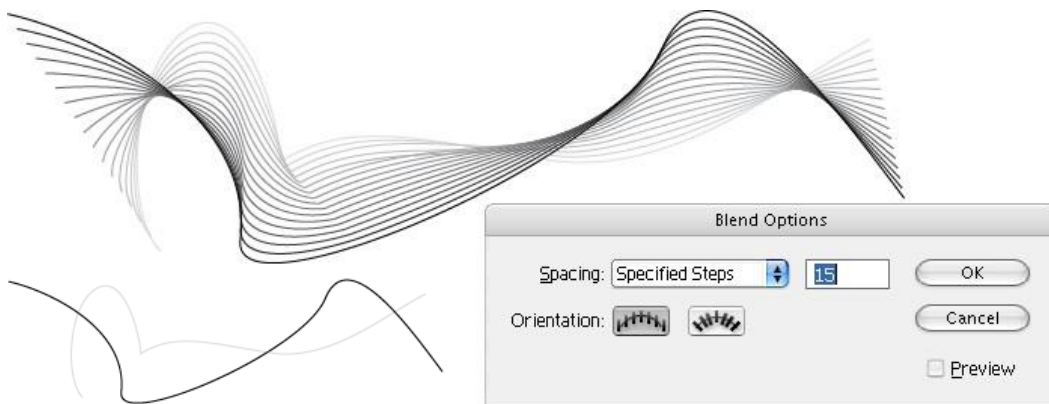 Blend Options
Spacing: Specified Steps 15 OK
Orientation: Cancel
Preview